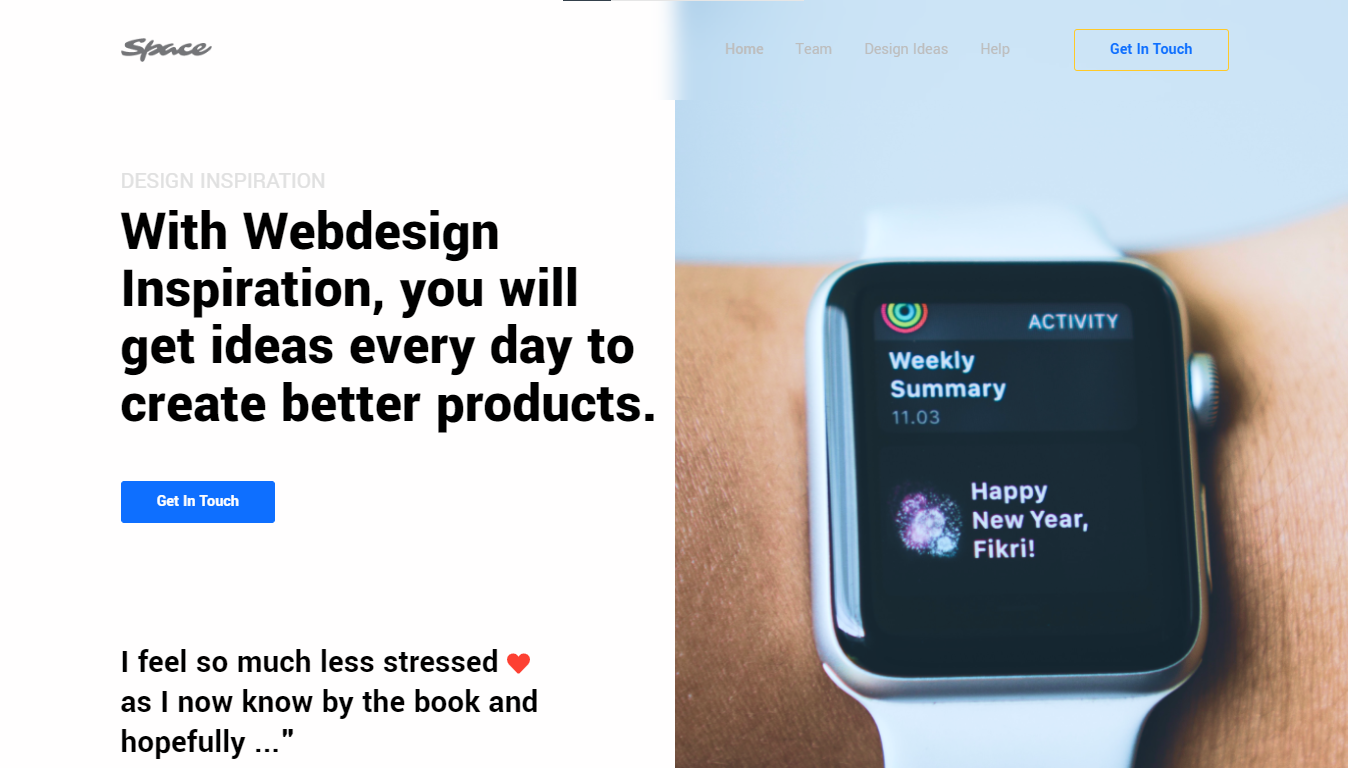 Space
Home Team Design Ideas Help Get In Touch
DESIGN INSPIRATION
With Webdesign
Inspiration, you will
get ideas every day to
create better products.
Get In Touch
I feel so much less stressed ❤
as I now know by the book and
hopefully ..."
ACTIVITY
Weekly
Summary
11.03
Happy
New Year,
Fikri!